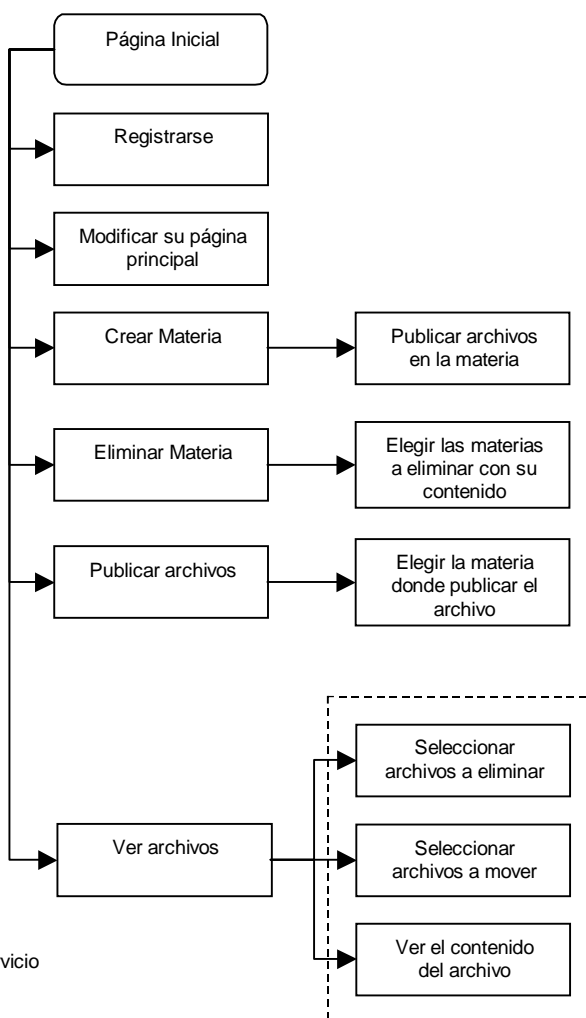 Página Inicial
Registrarse
Modificar su página
principal
Crear Materia
Publicar archivos
en la materia
Eliminar Materia
Elegir las materias
a eliminar con su
contenido
Publicar archivos
Elegir la materia
donde publicar el
archivo
Seleccionar
archivos a eliminar
Ver archivos
Seleccionar
archivos a mover
Ver el contenido
del archivo
vicio